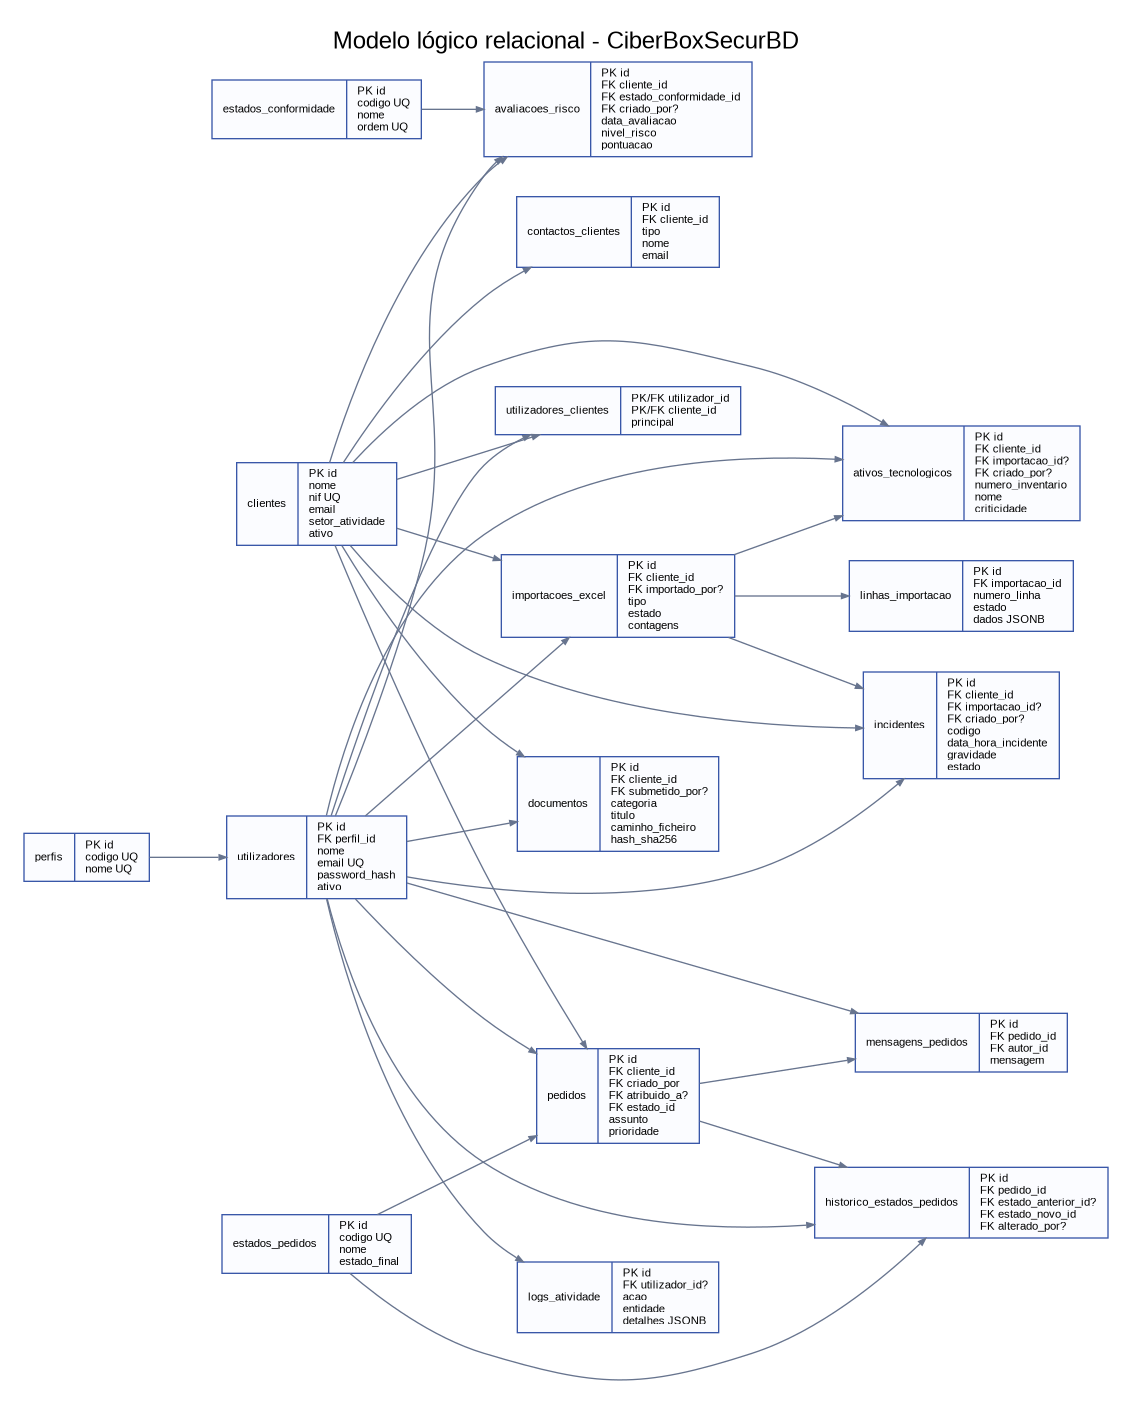 Modelo lógico relacional - CiberBoxSecurBD
estados_conformidade
PK id
codigo UQ
nome
ordem UQ
avaliacoes_risco
PK id
FK cliente_id
FK estado_conformidade_id
FK criado_por?
data_avaliacao
nivel_risco
pontuacao
contactos_clientes
PK id
FK cliente_id
tipo
nome
email
utilizadores_clientes
PK/FK utilizador_id
PK/FK cliente_id
principal
ativos_tecnologicos
PK id
FK cliente_id
FK importacao_id?
FK criado_por?
numero_inventario
nome
criticidade
clientes
PK id
nome
nif UQ
email
setor_atividade
ativo
importacoes_excel
PK id
FK cliente_id
FK importado_por?
tipo
estado
contagens
linhas_importacao
PK id
FK importacao_id
numero_linha
estado
dados JSONB
incidentes
PK id
FK cliente_id
FK importacao_id?
FK criado_por?
codigo
data_hora_incidente
gravidade
estado
documentos
PK id
FK cliente_id
FK submetido_por?
categoria
titulo
caminho_ficheiro
hash_sha256
perfis
PK id
codigo UQ
nome UQ
utilizadores
PK id
FK perfil_id
nome
email UQ
password_hash
ativo
mensagens_pedidos
PK id
FK pedido_id
FK autor_id
mensagem
pedidos
PK id
FK cliente_id
FK criado_por
FK atribuido_a?
FK estado_id
assunto
prioridade
historico_estados_pedidos
PK id
FK pedido_id
FK estado_anterior_id?
FK estado_novo_id
FK alterado_por?
estados_pedidos
PK id
codigo UQ
nome
estado_final
logs_atividade
PK id
FK utilizador_id?
acao
entidade
detalhes JSONB